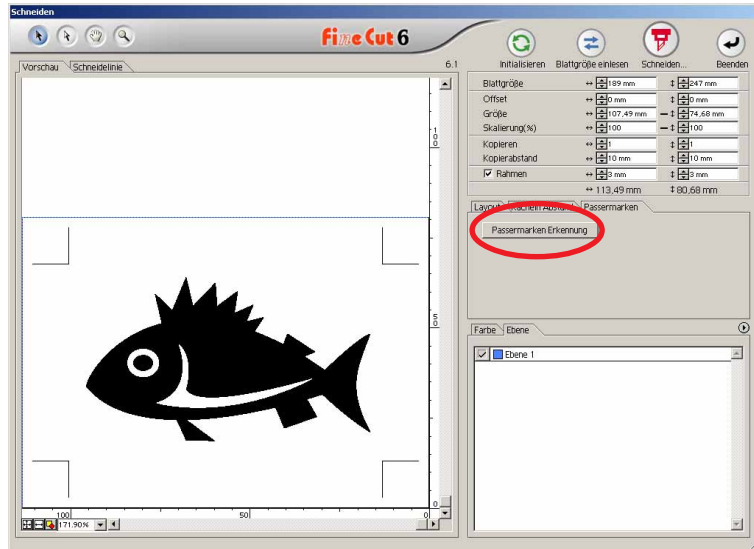 Schneiden
FineCut 6
Initialisieren Blattgröße einlesen Schneiden... Beenden
Vorschau Schneidelinie 6.1
Blattgröße ↔ 189 mm ↕ 247 mm
Offset ↔ 0 mm ↕ 0 mm
Größe ↔ 107,49 mm ↕ 74,68 mm
Skalierung(%) ↔ 100 ↕ 100
Kopieren ↔ 1 ↕ 1
Kopierabstand ↔ 10 mm ↕ 10 mm
Rahmen ↔ 3 mm ↕ 3 mm
↔ 113,49 mm ↕ 80,68 mm
Layout Passermarken
Passermarken Erkennung
Farbe Ebene
Ebene 1
100
50
100 50 0
0
171.90%